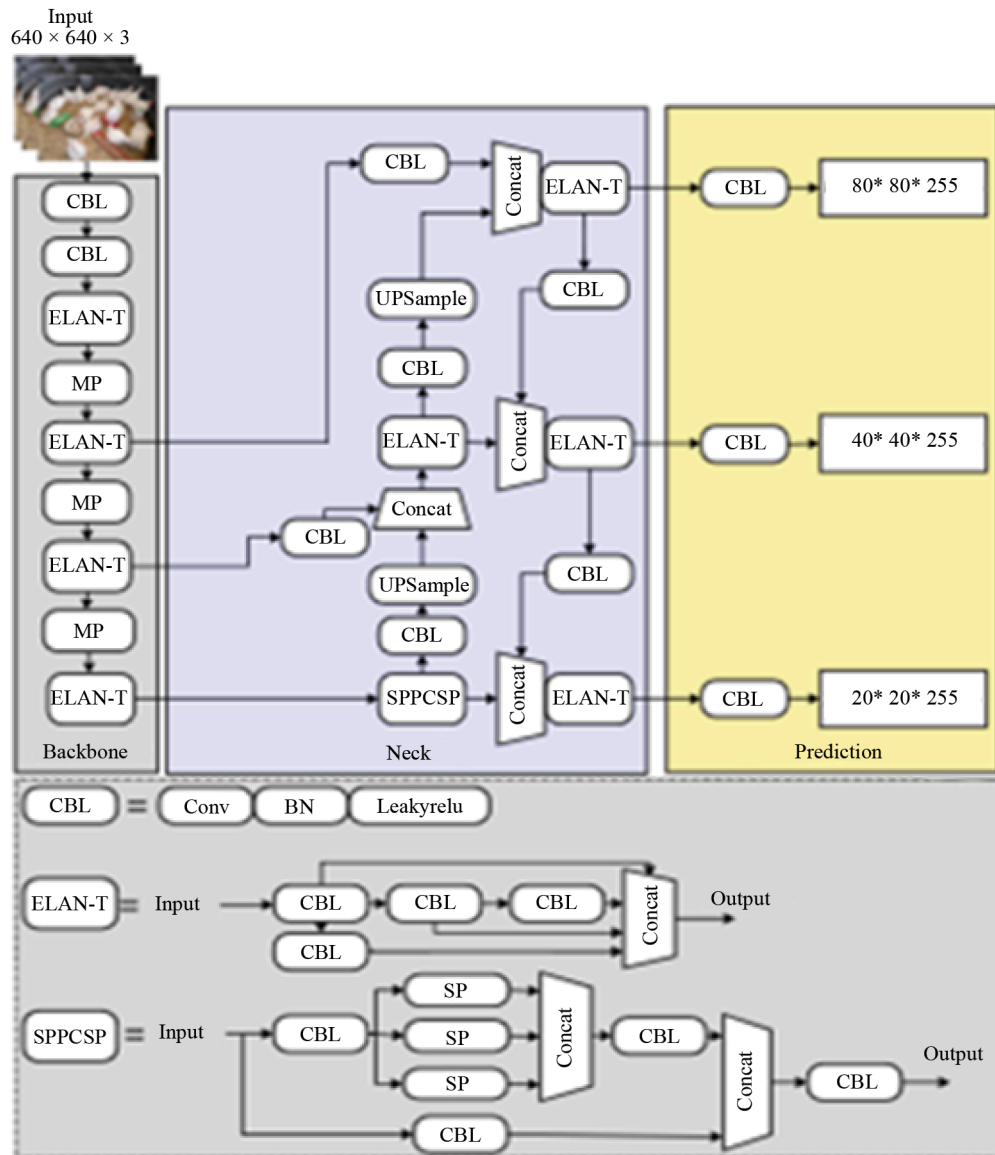 Input
640 × 640 × 3
CBL
CBL
ELAN-T
MP
ELAN-T
MP
ELAN-T
MP
ELAN-T
Backbone
CBL
Concat
ELAN-T
UPSample
CBL
CBL
ELAN-T
Concat
ELAN-T
Concat
CBL
UPSample
CBL
CBL
SPPCSP
Concat
ELAN-T
Neck
CBL
80* 80* 255
CBL
40* 40* 255
CBL
20* 20* 255
Prediction
CBL = Conv BN Leakyrelu
ELAN-T = Input CBL CBL CBL Concat Output
CBL
SPPCSP = Input CBL SP Concat CBL Concat CBL Output
SP
SP
CBL